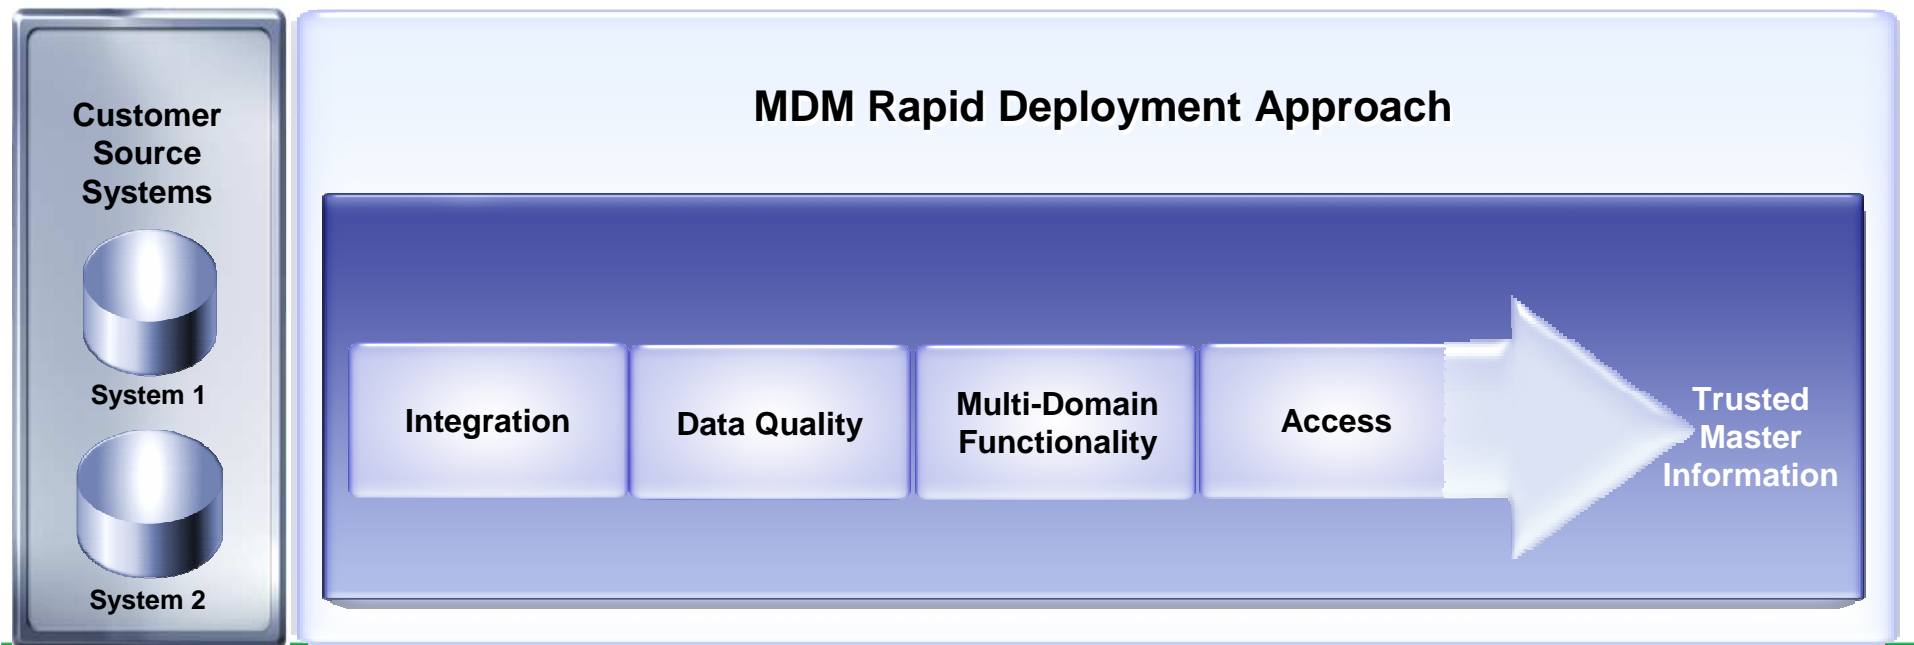 Customer
Source
Systems
System 1
System 2
MDM Rapid Deployment Approach
Integration
Data Quality
Multi-Domain
Functionality
Access
Trusted
Master
Information